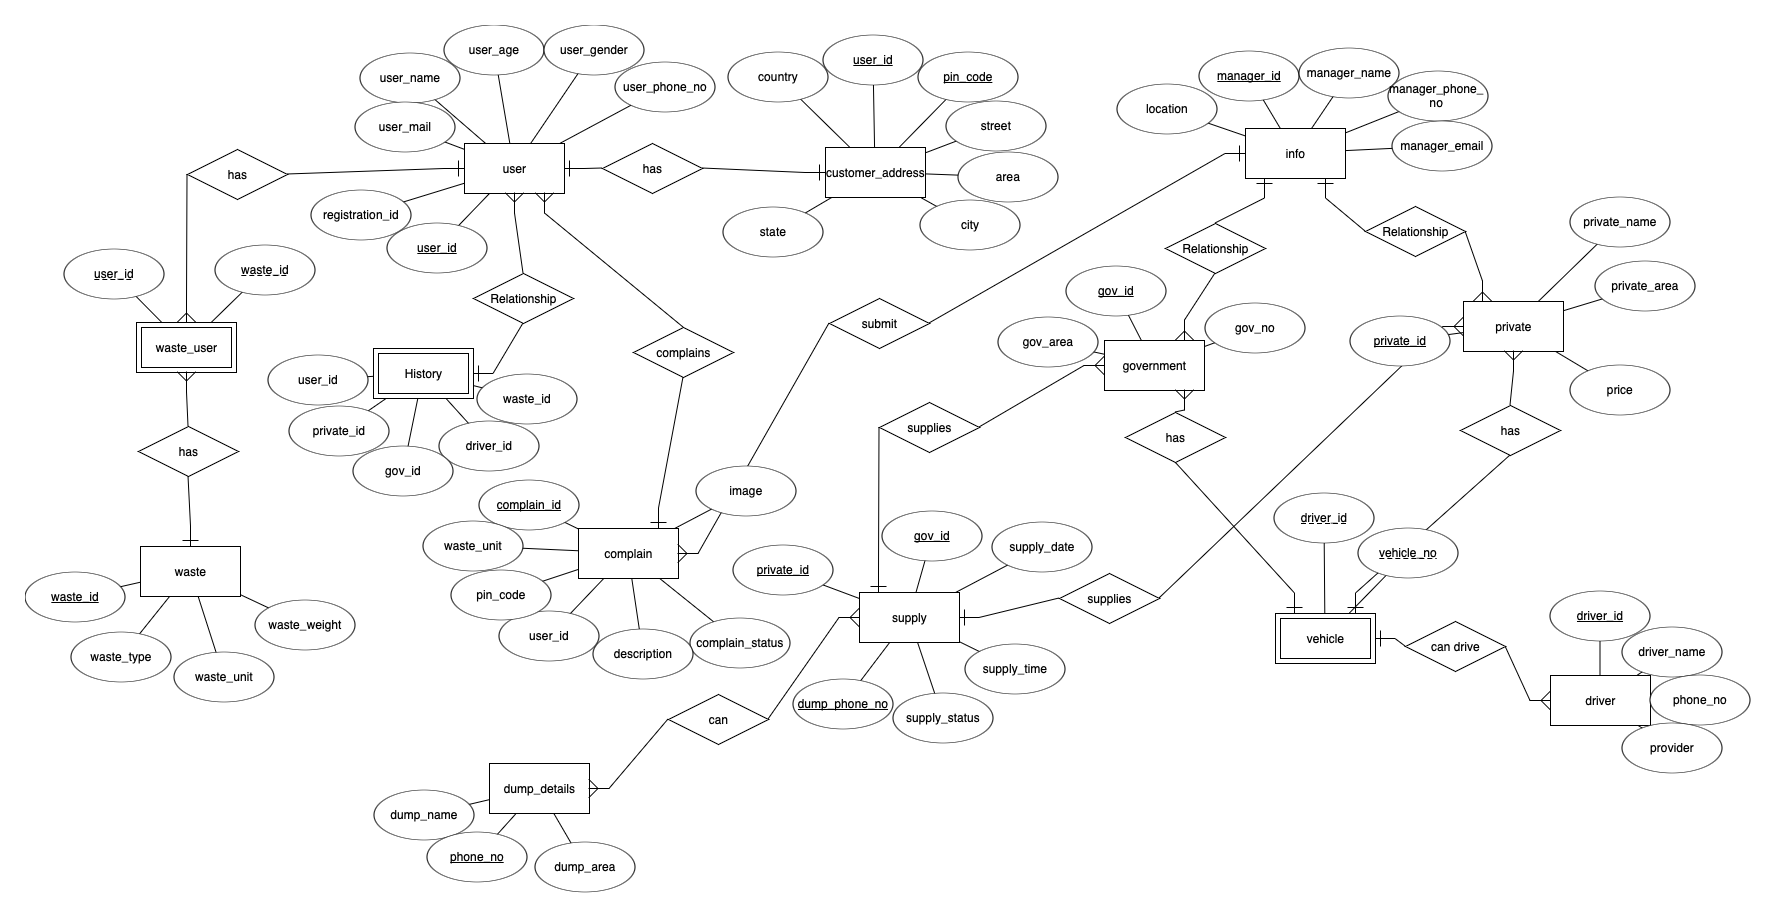 user_age
user_gender
user_name
user_phone_no
user_mail
user
registration_id
user_id
has
has
country
user_id
pin_code
street
customer_address
area
state
city
location
manager_id
manager_name
manager_phone_
no
manager_email
info
Relationship
Relationship
private_name
private_area
private_id
private
price
user_id
waste_id
waste_user
has
waste
waste_id
waste_type
waste_unit
waste_weight
Relationship
History
user_id
private_id
gov_id
driver_id
waste_id
complains
submit
image
complain_id
waste_unit
complain
pin_code
user_id
description
complain_status
gov_id
gov_area
gov_no
government
supplies
has
has
gov_id
supply_date
private_id
supply
supplies
supply_time
dump_phone_no
supply_status
can
dump_details
dump_name
phone_no
dump_area
driver_id
vehicle_no
vehicle
can drive
driver_id
driver_name
driver
phone_no
provider